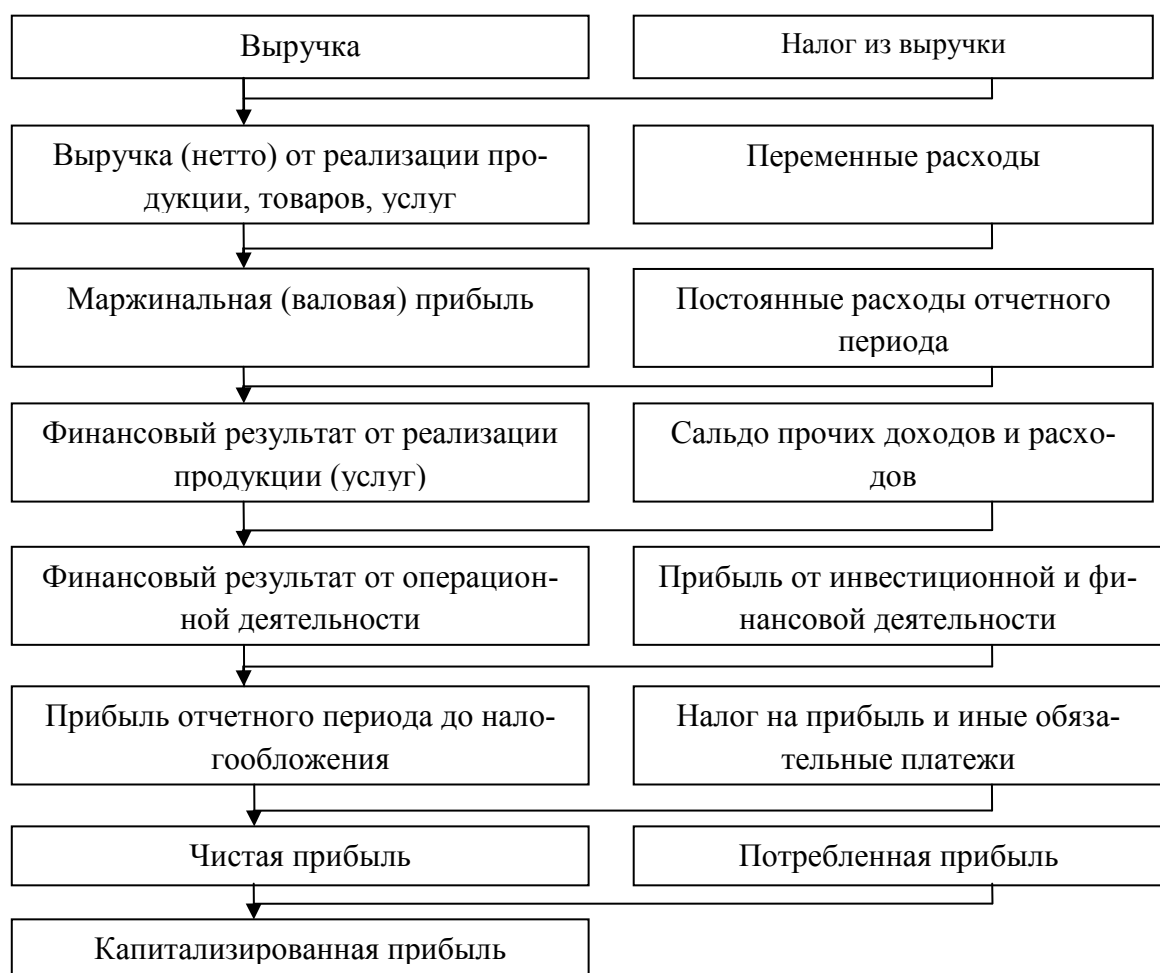 Выручка
Налог из выручки
Выручка (нетто) от реализации про-
дукции, товаров, услуг
Переменные расходы
Маржинальная (валовая) прибыль
Постоянные расходы отчетного
периода
Финансовый результат от реализации
продукции (услуг)
Сальдо прочих доходов и расхо-
дов
Финансовый результат от операцион-
ной деятельности
Прибыль от инвестиционной и фи-
нансовой деятельности
Прибыль отчетного периода до нало-
гообложения
Налог на прибыль и иные обяза-
тельные платежи
Чистая прибыль
Потребленная прибыль
Капитализированная прибыль